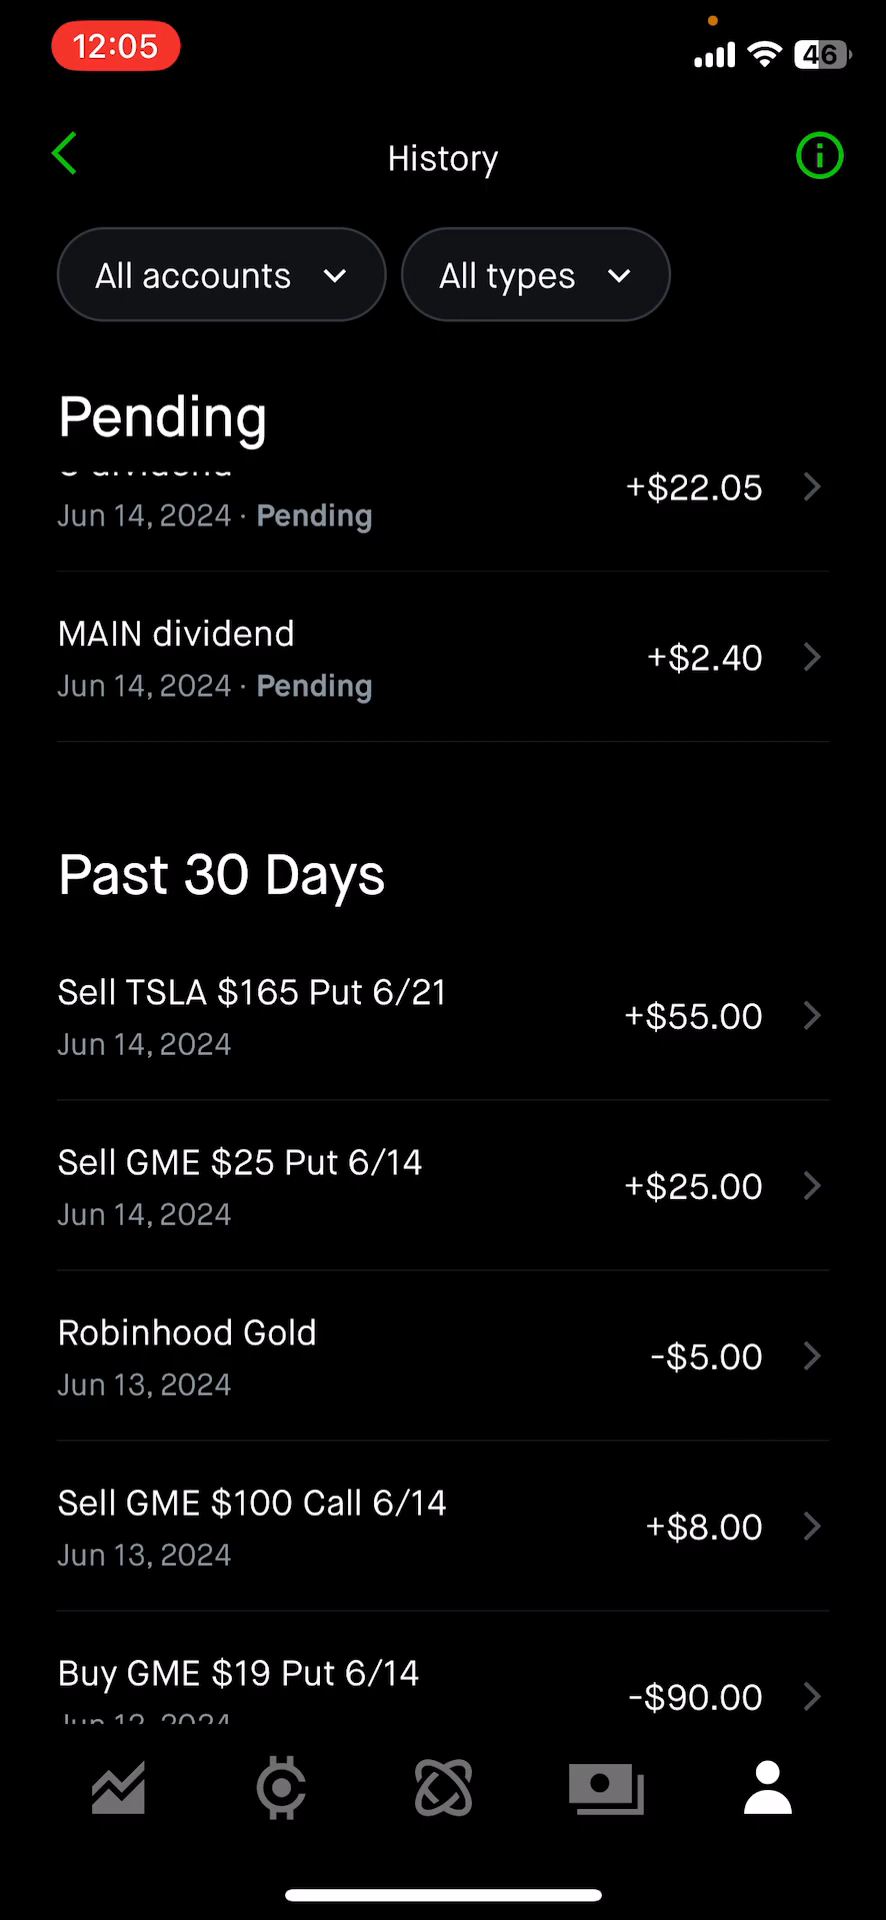 12:05
46
History
All accounts
All types
Pending
dividend
+$22.05
Jun 14, 2024 · Pending
MAIN dividend
+$2.40
Jun 14, 2024 · Pending
Past 30 Days
Sell TSLA $165 Put 6/21
+$55.00
Jun 14, 2024
Sell GME $25 Put 6/14
+$25.00
Jun 14, 2024
Robinhood Gold
-$5.00
Jun 13, 2024
Sell GME $100 Call 6/14
+$8.00
Jun 13, 2024
Buy GME $19 Put 6/14
-$90.00